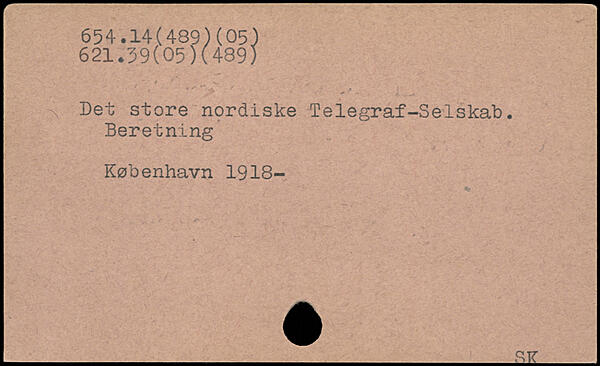 654.14(489)(05)
621.39(05)(489)
Det store nordiske Telegraf-Selskab.
Beretning
København 1918-
SK